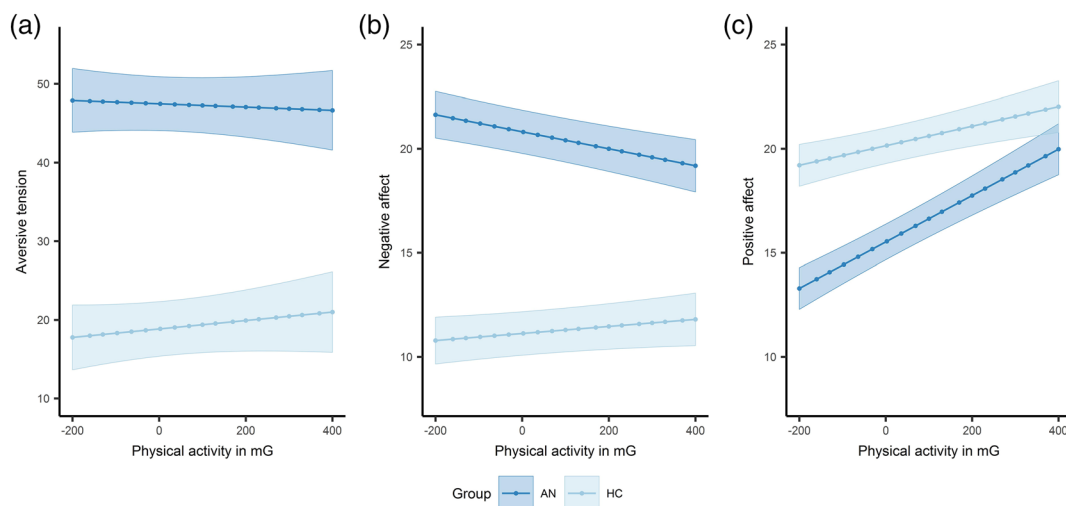 (a)
50
40
30
20
10
Aversive tension
-200 0 200 400
Physical activity in mG
(b)
25
20
15
10
Negative affect
-200 0 200 400
Physical activity in mG
(c)
25
20
15
10
Positive affect
-200 0 200 400
Physical activity in mG
Group AN HC